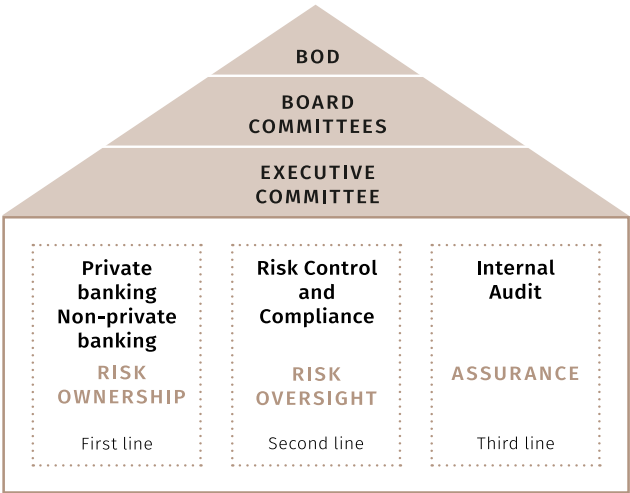 BOD
BOARD
COMMITTEES
EXECUTIVE
COMMITTEE
Private
banking
Non-private
banking
RISK
OWNERSHIP
First line
Risk Control
and
Compliance
RISK
OVERSIGHT
Second line
Internal
Audit
ASSURANCE
Third line